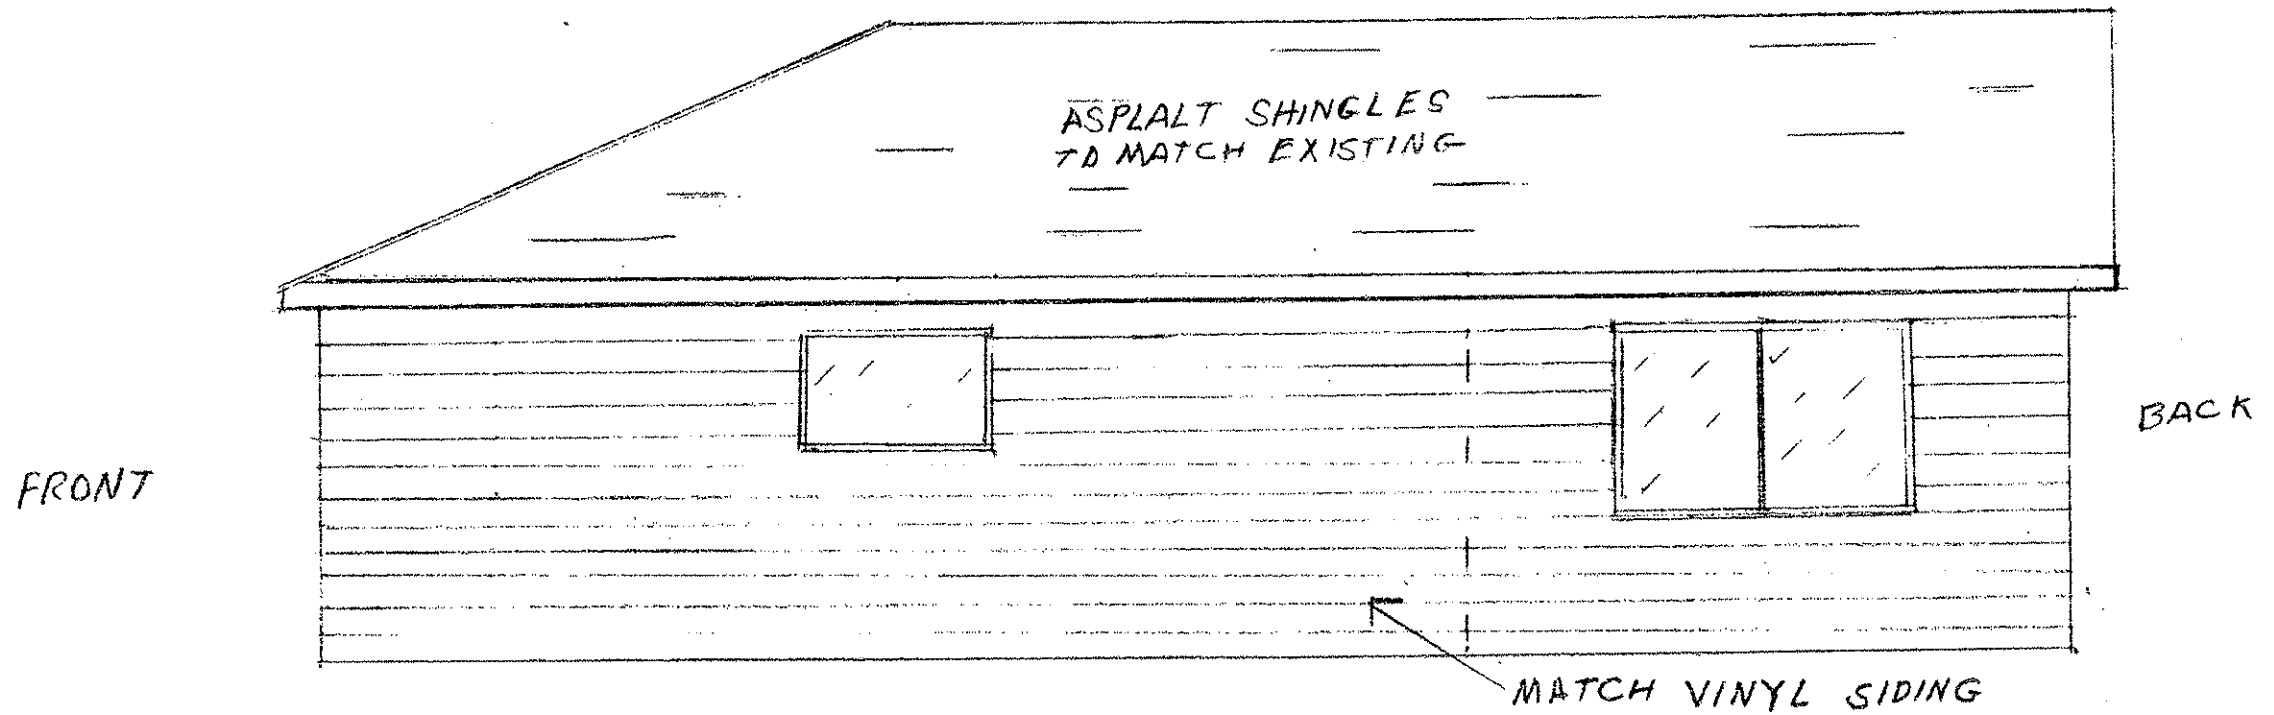 ASPLALT SHINGLES
TO MATCH EXISTING
FRONT
BACK
MATCH VINYL SIDING